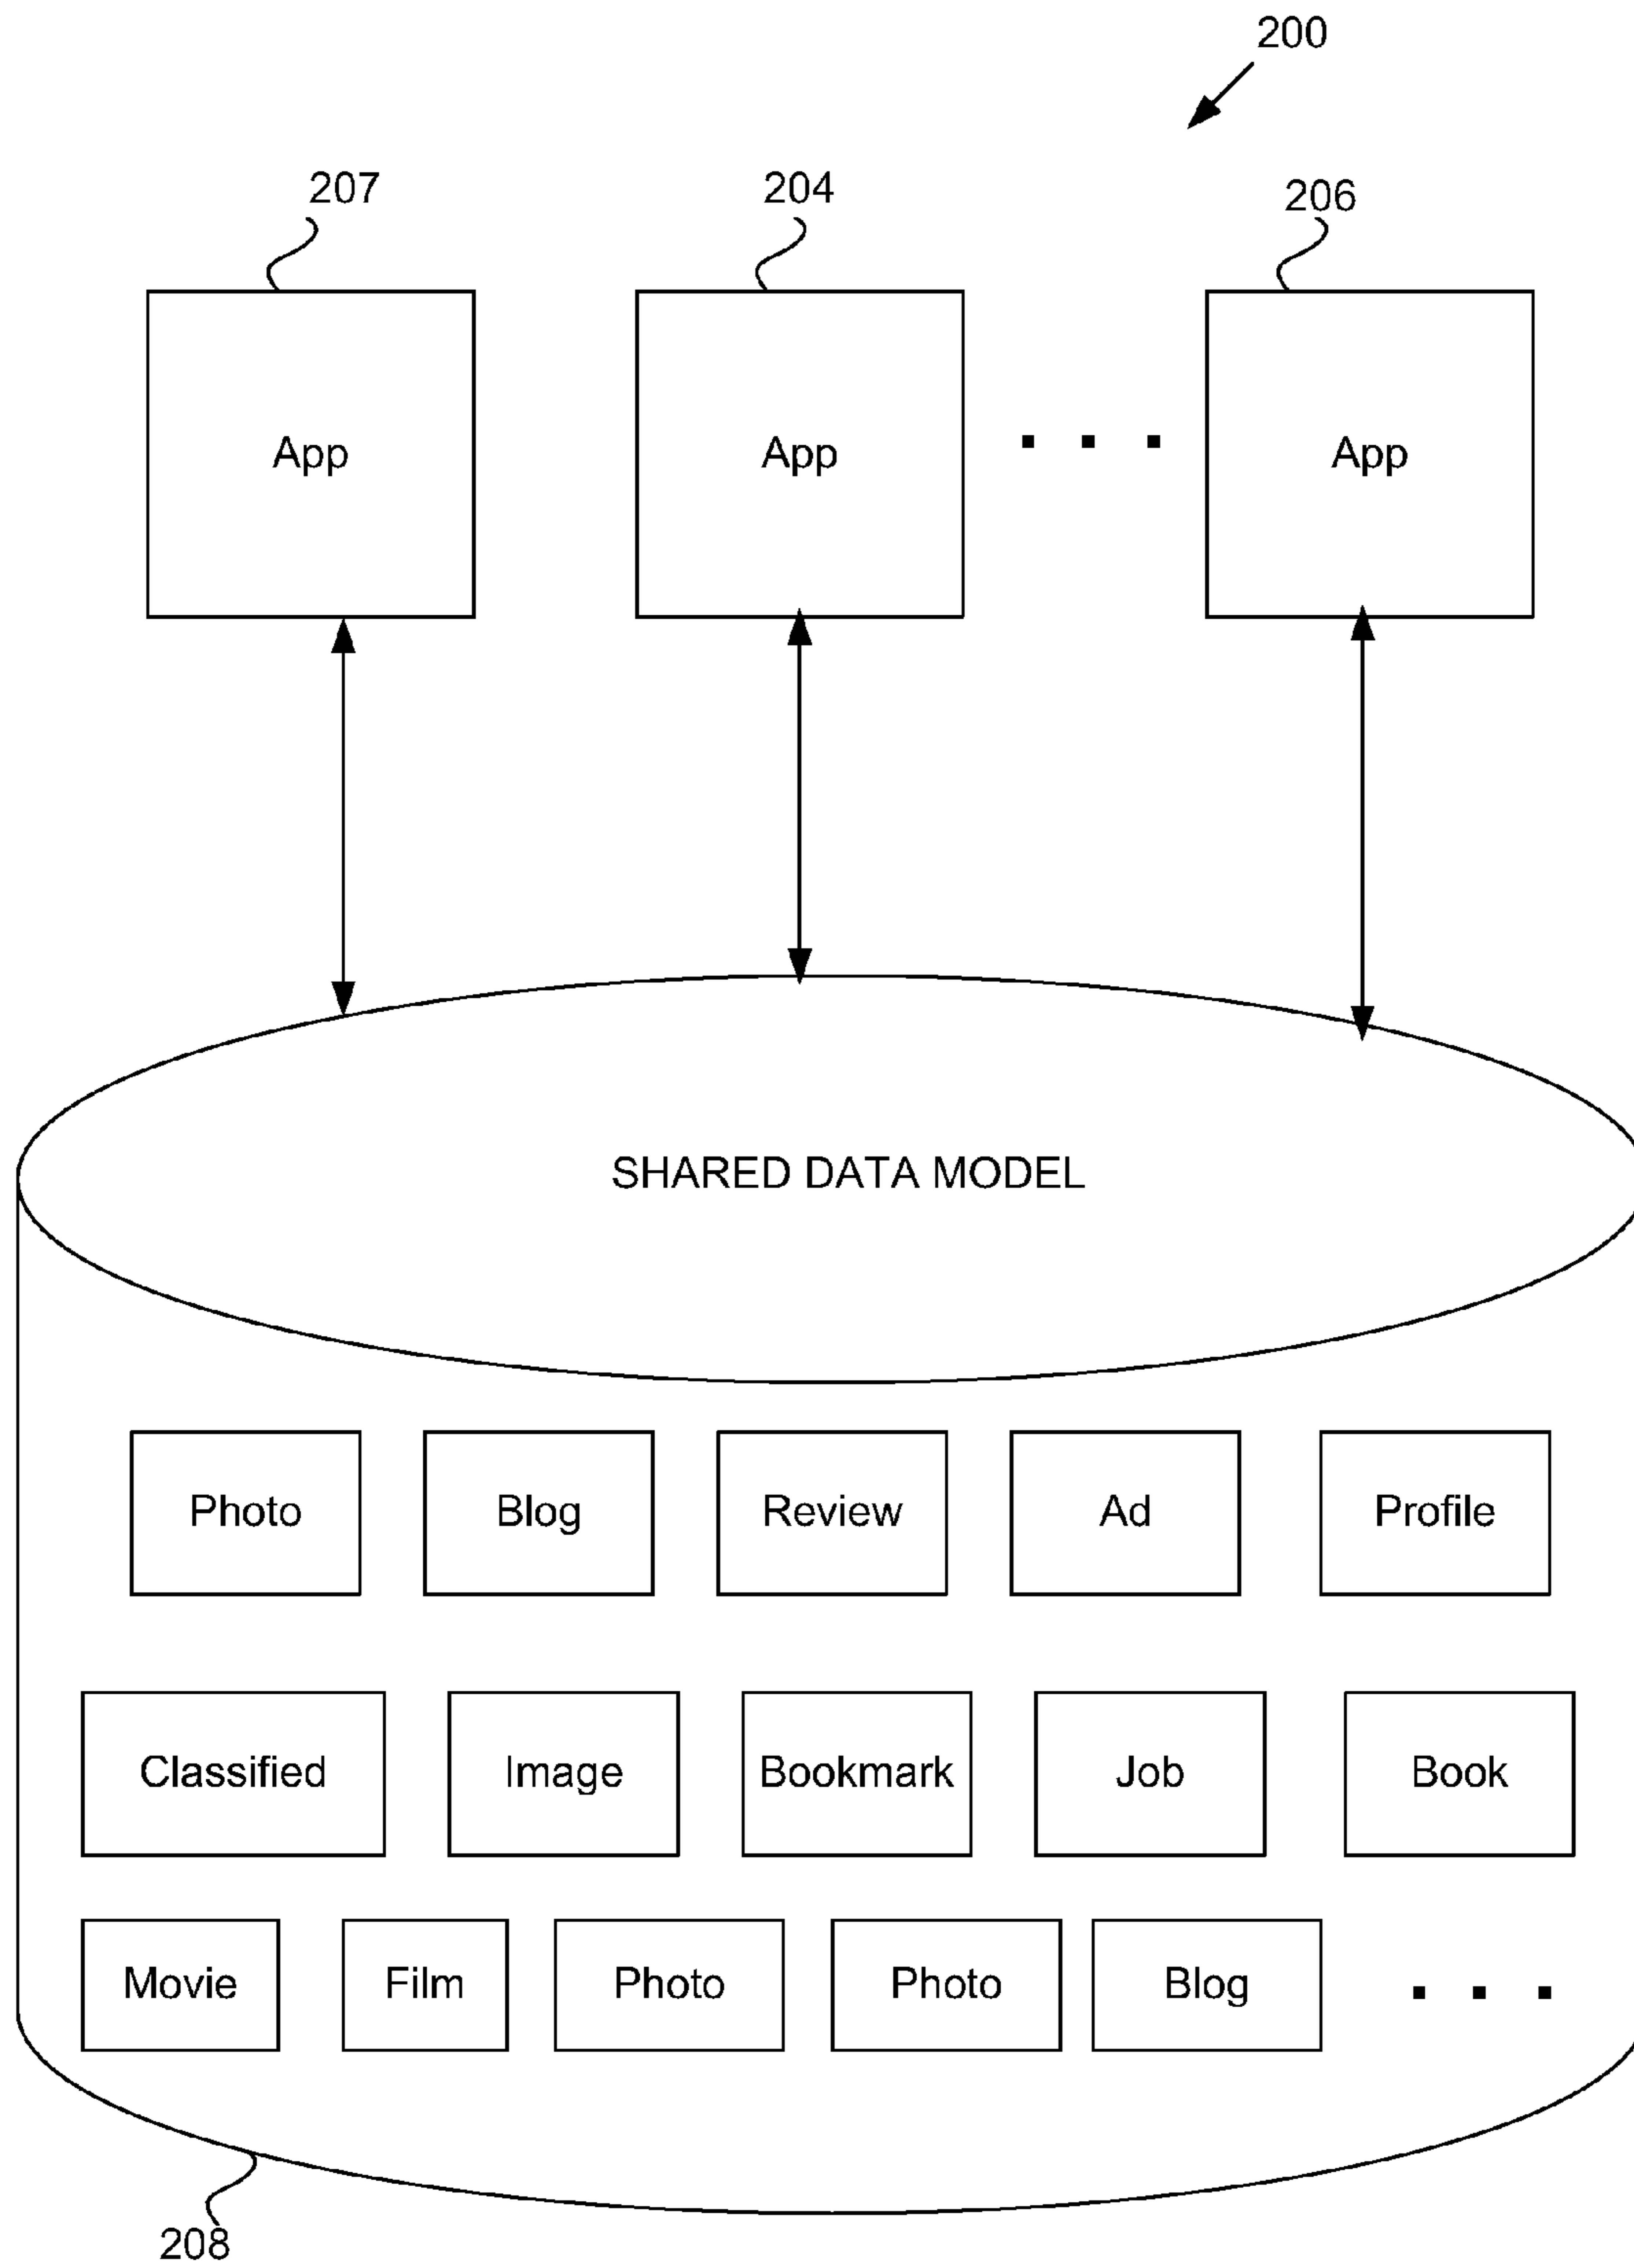 200
207 204 206
App App App
SHARED DATA MODEL
Photo Blog Review Ad Profile
Classified Image Bookmark Job Book
Movie Film Photo Photo Blog
208